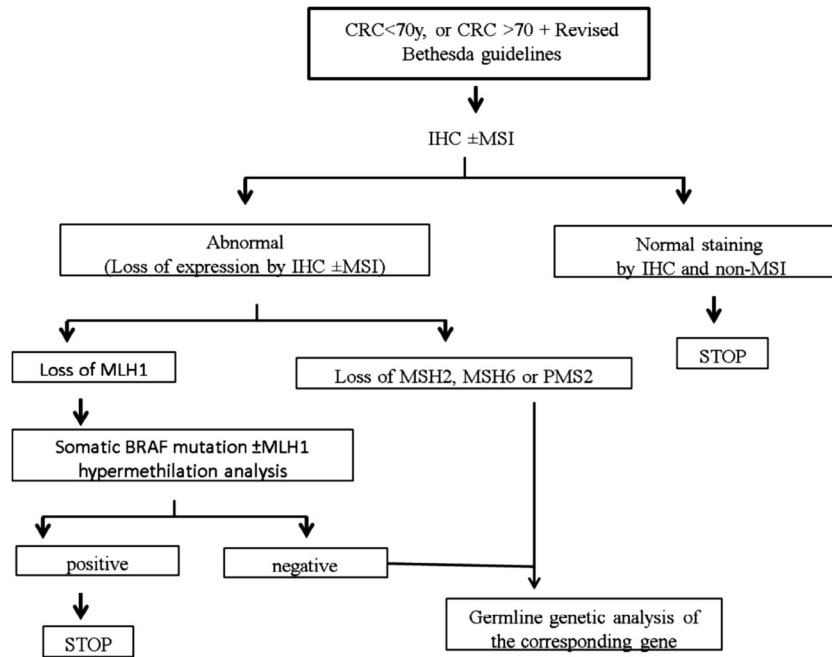 CRC<70y, or CRC >70 + Revised
Bethesda guidelines
IHC ±MSI
Abnormal
(Loss of expression by IHC ±MSI)
Normal staining
by IHC and non-MSI
STOP
Loss of MLH1
Loss of MSH2, MSH6 or PMS2
Somatic BRAF mutation ±MLH1
hypermethilation analysis
positive
negative
STOP
Germline genetic analysis of
the corresponding gene